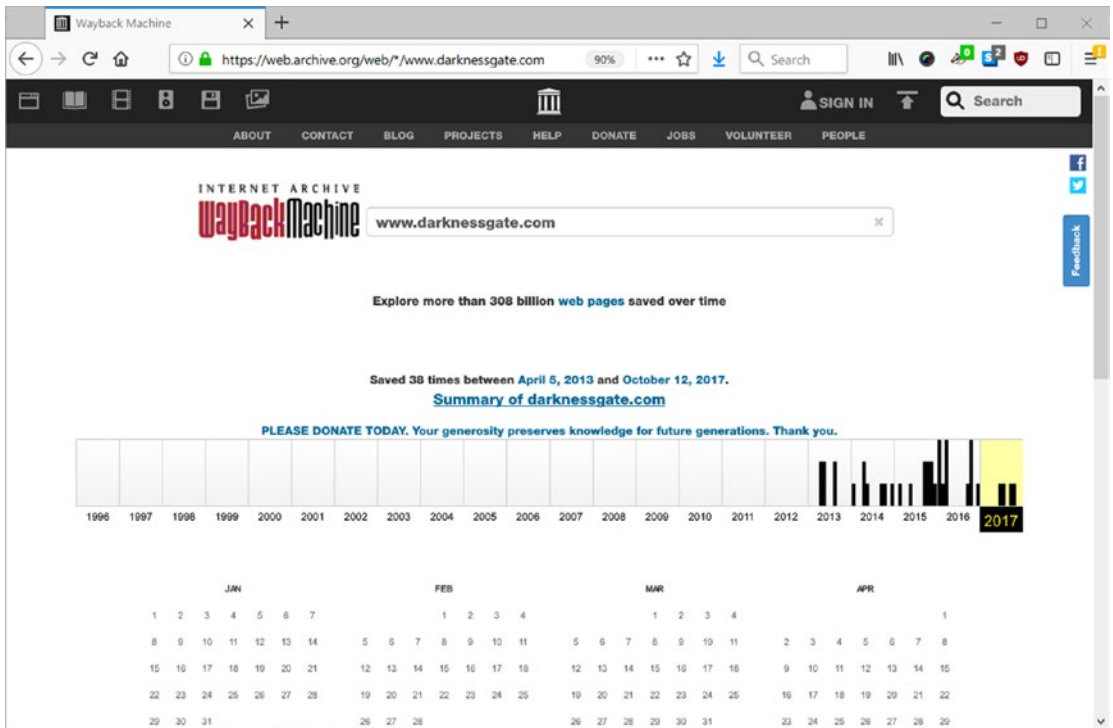 Wayback Machine
https://web.archive.org/web/*/www.darknessgate.com 90% Search
SIGN IN Search
ABOUT CONTACT BLOG PROJECTS HELP DONATE JOBS VOLUNTEER PEOPLE
INTERNET ARCHIVE
WayBackMachine www.darknessgate.com
Feedback
Explore more than 308 billion web pages saved over time
Saved 38 times between April 5, 2013 and October 12, 2017.
Summary of darknessgate.com
PLEASE DONATE TODAY. Your generosity preserves knowledge for future generations. Thank you.
1996 1997 1998 1999 2000 2001 2002 2003 2004 2005 2006 2007 2008 2009 2010 2011 2012 2013 2014 2015 2016 2017
JAN FEB MAR APR
1 2 3 4 5 6 7 1 2 3 4 1 2 3 4 1
8 9 10 11 12 13 14 5 6 7 8 9 10 11 5 6 7 8 9 10 11 2 3 4 5 6 7 8
15 16 17 18 19 20 21 12 13 14 15 16 17 18 12 13 14 15 16 17 18 9 10 11 12 13 14 15
22 23 24 25 26 27 28 19 20 21 22 23 24 25 19 20 21 22 23 24 25 16 17 18 19 20 21 22
29 30 31 26 27 28 26 27 28 29 30 31 23 24 25 26 27 28 29